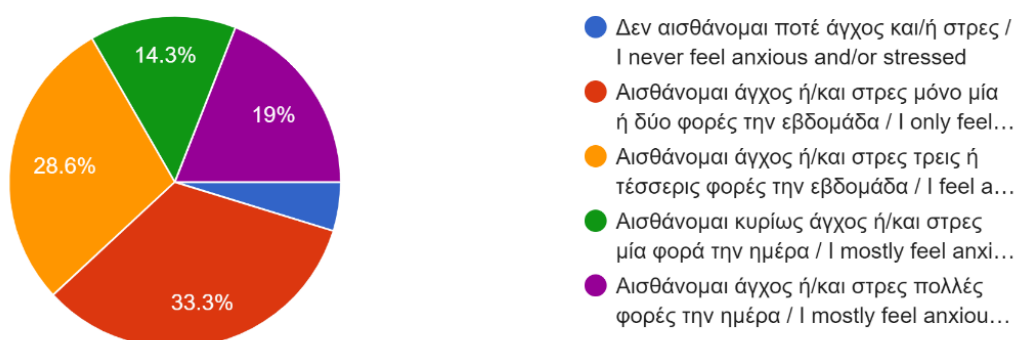 14.3%
19%
28.6%
33.3%
Δεν αισθάνομαι ποτέ άγχος και/ή στρες /
I never feel anxious and/or stressed
Αισθάνομαι άγχος ή/και στρες μόνο μία
ή δύο φορές την εβδομάδα / I only feel…
Αισθάνομαι άγχος ή/και στρες τρεις ή
τέσσερις φορές την εβδομάδα / I feel a…
Αισθάνομαι κυρίως άγχος ή/και στρες
μία φορά την ημέρα / I mostly feel anxi…
Αισθάνομαι άγχος ή/και στρες πολλές
φορές την ημέρα / I mostly feel anxiou…